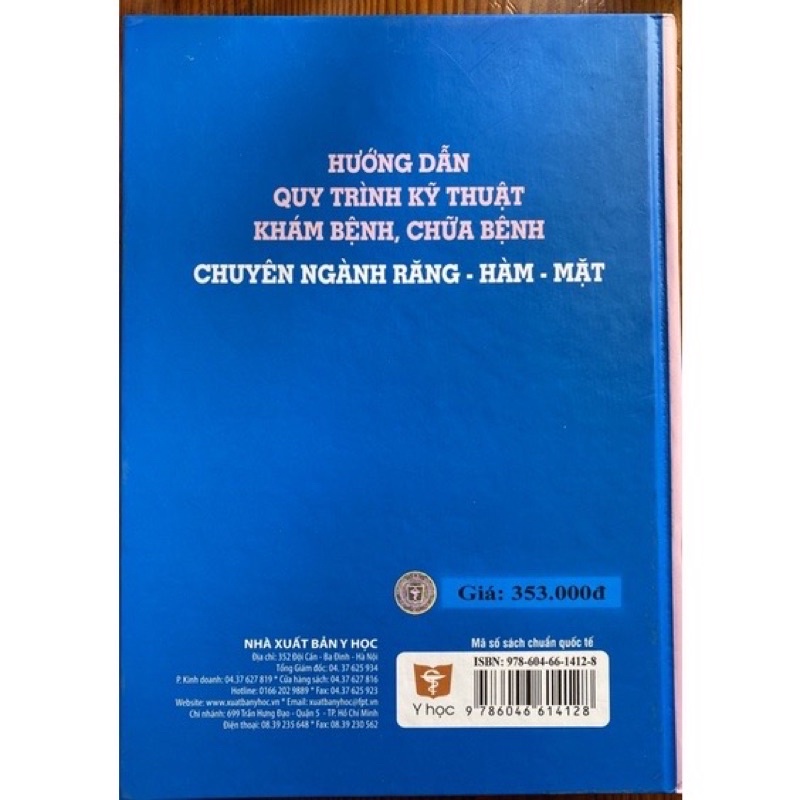 HƯỚNG DẪN
QUY TRÌNH KỸ THUẬT
KHÁM BỆNH, CHỮA BỆNH
CHUYÊN NGÀNH RĂNG - HÀM - MẶT
Giá: 353.000đ
NHÀ XUẤT BẢN Y HỌC
Địa chỉ: 352 Đội Cấn - Ba Đình - Hà Nội
Tổng Giám đốc: 04. 37 625 934
P. Kinh doanh: 04.37 627 819 * Cửa hàng sách: 04.37 627 816
Hotline: 0166 202 9889 * Fax: 04.37 625 923
Website: www.xuatbanyhoc.vn * Email: xuatbanyhoc@fpt.vn
Chi nhánh: 699 Trần Hưng Đạo - Quận 5 - TP. Hồ Chí Minh
Điện thoại: 08.39 235 648 * Fax: 08.39 230 562
Mã số sách chuẩn quốc tế
ISBN: 978-604-66-1412-8
Y học
9 786046 614128